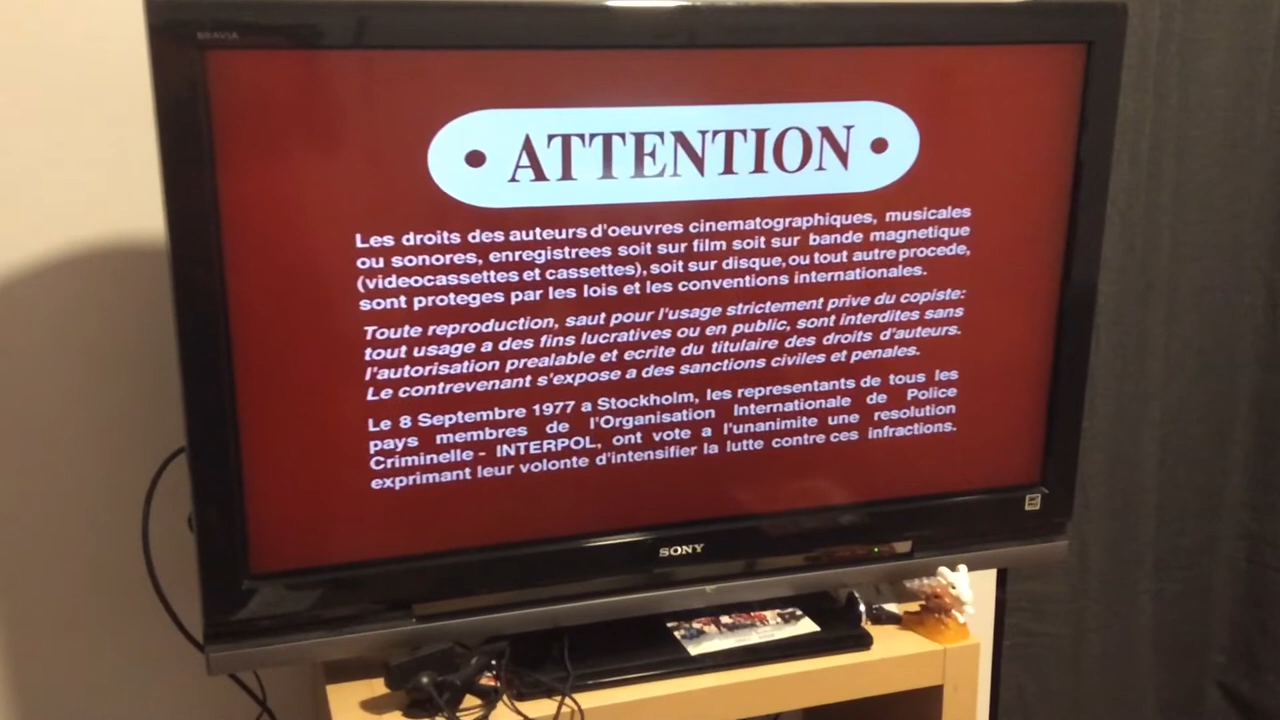 BRAVIA
• ATTENTION •
Les droits des auteurs d'oeuvres cinematographiques, musicales
ou sonores, enregistrees soit sur film soit sur bande magnetique
(videocassettes et cassettes), soit sur disque, ou tout autre procede,
sont proteges par les lois et les conventions internationales.
Toute reproduction, saut pour l'usage strictement prive du copiste:
tout usage a des fins lucratives ou en public, sont interdites sans
l'autorisation prealable et ecrite du titulaire des droits d'auteurs.
Le contrevenant s'expose a des sanctions civiles et penales.
Le 8 Septembre 1977 a Stockholm, les representants de tous les
pays membres de l'Organisation Internationale de Police
Criminelle - INTERPOL, ont vote a l'unanimite une resolution
exprimant leur volonte d'intensifier la lutte contre ces infractions.
SONY